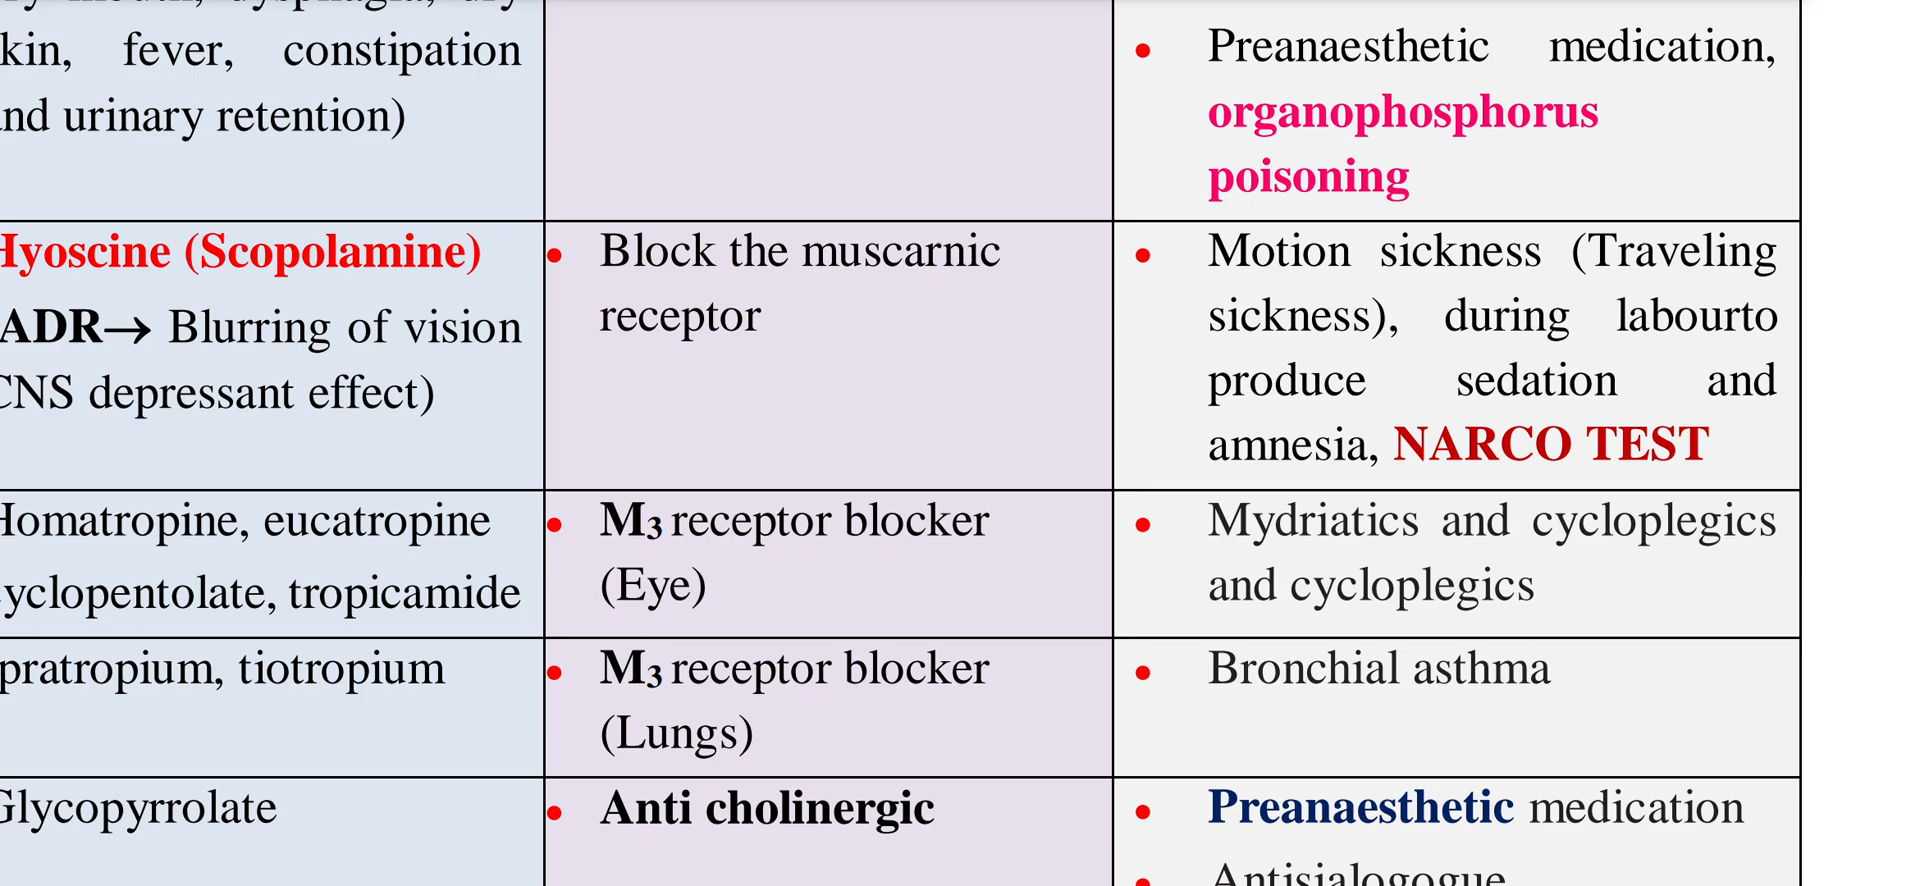 kin, fever, constipation
nd urinary retention)
• Preanaesthetic medication,
organophosphorus
poisoning
Hyoscine (Scopolamine)
ADR→ Blurring of vision
CNS depressant effect)
• Block the muscarnic
receptor
• Motion sickness (Traveling
sickness), during labourto
produce sedation and
amnesia, NARCO TEST
Homatropine, eucatropine
yclopentolate, tropicamide
• M₃ receptor blocker
(Eye)
• Mydriatics and cycloplegics
and cycloplegics
pratropium, tiotropium
• M₃ receptor blocker
(Lungs)
• Bronchial asthma
Glycopyrrolate
• Anti cholinergic
• Preanaesthetic medication
• Antisialogogue